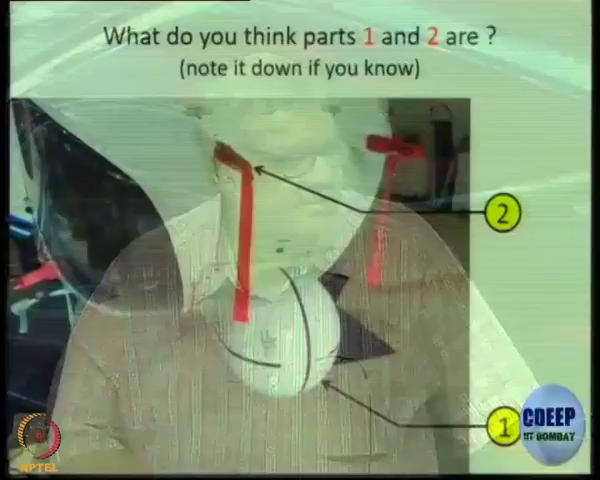 What do you think parts 1 and 2 are ?
(note it down if you know)
2
1
CDEEP
IIT BOMBAY
NPTEL